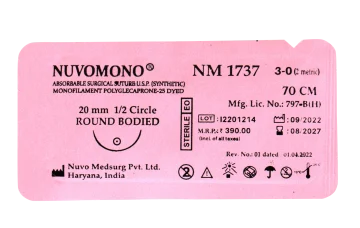 NUVOMONO® NM 1737 3-0(2 metric)
ABSORBABLE SURGICAL SUTURE U.S.P. (SYNTHETIC)
MONOFILAMENT POLYGLECAPRONE-25 DYED
70 CM
Mfg. Lic. No.: 797-B(H)
20 mm 1/2 Circle
ROUND BODIED
STERILE EO
LOT : I2201214
: 09/2022
M.R.P.: ₹ 390.00
(incl. of all taxes)
: 08/2027
Rev. No.: 01 dated : 01.04.2022
Nuvo Medsurg Pvt. Ltd.
Haryana, India